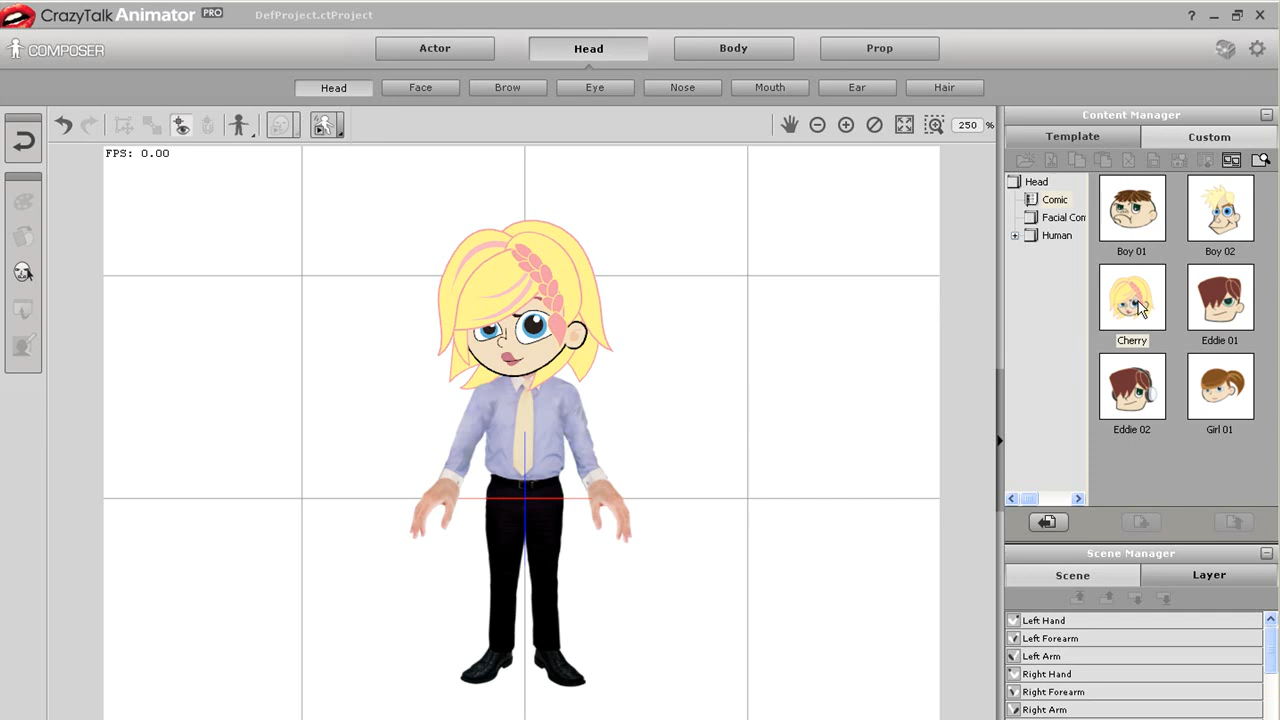 CrazyTalk Animator PRO DefProject.ctProject
COMPOSER Actor Head Body Prop
Head Face Brow Eye Nose Mouth Ear Hair
250 %
FPS: 0.00
Content Manager
Template Custom
Head
Comic
Facial Com
Human
Boy 01 Boy 02
Cherry Eddie 01
Eddie 02 Girl 01
Scene Manager
Scene Layer
Left Hand
Left Forearm
Left Arm
Right Hand
Right Forearm
Right Arm